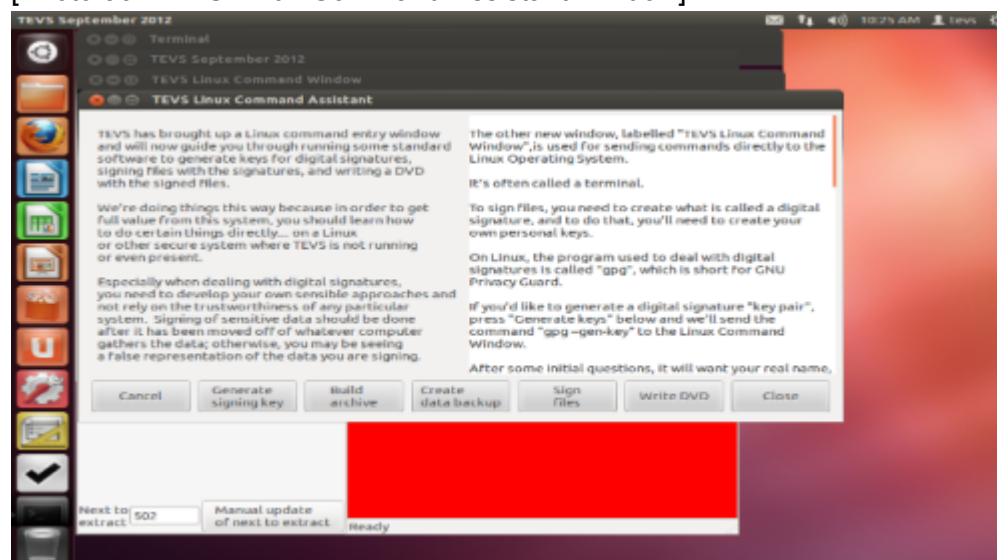 TEVS September 2012
10:25 AM
tevs
Terminal
TEVS September 2012
TEVS Linux Command Window
TEVS Linux Command Assistant
TEVS has brought up a Linux command entry window
and will now guide you through running some standard
software to generate keys for digital signatures,
signing files with the signatures, and writing a DVD
with the signed files.
We're doing things this way because in order to get
full value from this system, you should learn how
to do certain things directly... on a Linux
or other secure system where TEVS is not running
or even present.
Especially when dealing with digital signatures,
you need to develop your own sensible approaches and
not rely on the trustworthiness of any particular
system. Signing of sensitive data should be done
after it has been moved off of whatever computer
gathers the data; otherwise, you may be seeing
a false representation of the data you are signing.
The other new window, labelled "TEVS Linux Command
Window",is used for sending commands directly to the
Linux Operating System.
It's often called a terminal.
To sign files, you need to create what is called a digital
signature, and to do that, you'll need to create your
own personal keys.
On Linux, the program used to deal with digital
signatures is called "gpg", which is short for GNU
Privacy Guard.
If you'd like to generate a digital signature "key pair",
press "Generate keys" below and we'll send the
command "gpg --gen-key" to the Linux Command
Window.
After some initial questions, it will want your real name,
Cancel
Generate
signing key
Build
archive
Create
data backup
Sign
files
Write DVD
Close
Next to
extract
502
Manual update
of next to extract
Ready